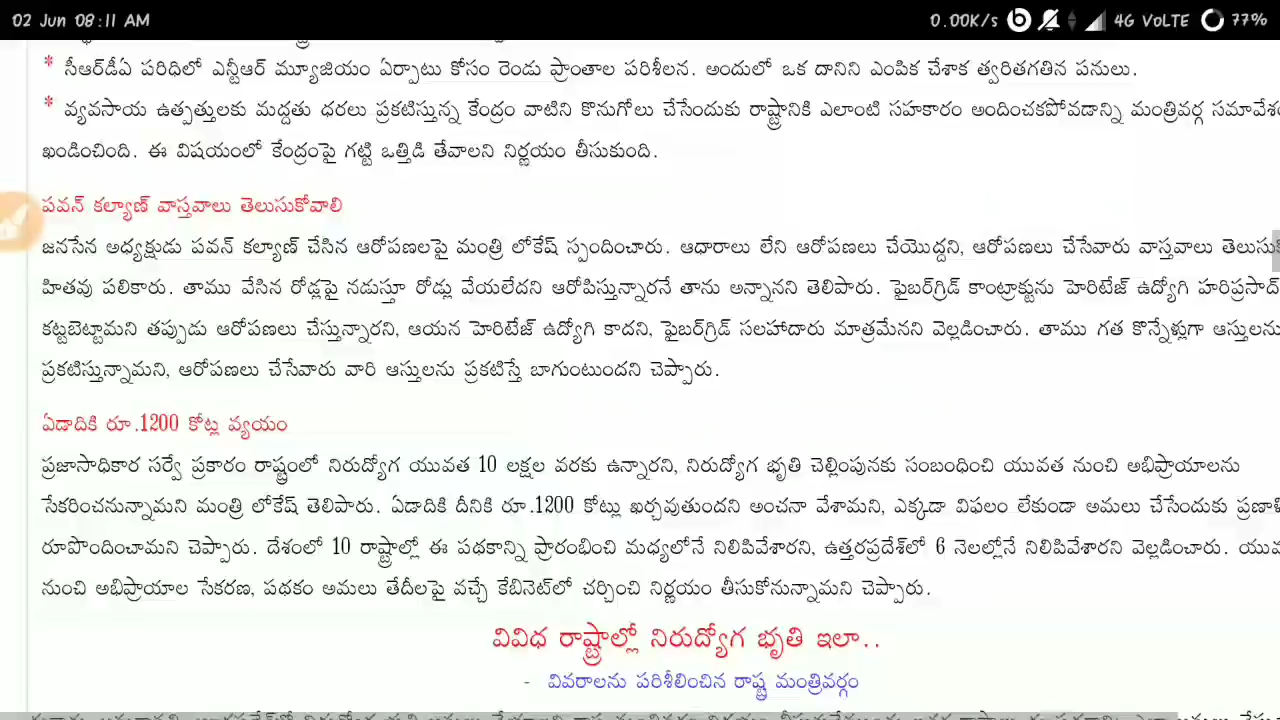 02 Jun 08:11 AM 0.00K/s 4G VoLTE 77%
* సీఆర్‌డీఏ పరిధిలో ఎన్టీఆర్ మ్యూజియం ఏర్పాటు కోసం రెండు ప్రాంతాల పరిశీలన. అందులో ఒక దానిని ఎంపిక చేశాక త్వరితగతిన పనులు.
* వ్యవసాయ ఉత్పత్తులకు మద్దతు ధరలు ప్రకటిస్తున్న కేంద్రం వాటిని కొనుగోలు చేసేందుకు రాష్ట్రానికి ఎలాంటి సహకారం అందించకపోవడాన్ని మంత్రివర్గ
ఖండించింది. ఈ విషయంలో కేంద్రంపై గట్టి ఒత్తిడి తేవాలని నిర్ణయం తీసుకుంది.
పవన్ కల్యాణ్ వాస్తవాలు తెలుసుకోవాలి
జనసేన అధ్యక్షుడు పవన్ కల్యాణ్ చేసిన ఆరోపణలపై మంత్రి లోకేష్ స్పందించారు. ఆధారాలు లేని ఆరోపణలు చేయొద్దని, ఆరోపణలు చేసేవారు వాస్తవాలు
హితవు పలికారు. తాము వేసిన రోడ్లపై నడుస్తూ రోడ్లు వేయలేదని ఆరోపిస్తున్నారనే తాను అన్నానని తెలిపారు. ఫైబర్‌గ్రిడ్ కాంట్రాక్టును హెరిటేజ్ ఉద్యోగి హరిప్రసాద్
కట్టబెట్టామని తప్పుడు ఆరోపణలు చేస్తున్నారని, ఆయన హెరిటేజ్ ఉద్యోగి కాదని, ఫైబర్‌గ్రిడ్ సలహాదారు మాత్రమేనని వెల్లడించారు. తాము గత కొన్నేళ్లుగా ఆస్తులను
ప్రకటిస్తున్నామని, ఆరోపణలు చేసేవారు వారి ఆస్తులను ప్రకటిస్తే బాగుంటుందని చెప్పారు.
ఏడాదికి రూ.1200 కోట్ల వ్యయం
ప్రజాసాధికార సర్వే ప్రకారం రాష్ట్రంలో నిరుద్యోగ యువత 10 లక్షల వరకు ఉన్నారని, నిరుద్యోగ భృతి చెల్లింపునకు సంబంధించి యువత నుంచి అభిప్రాయాలను
సేకరించనున్నామని మంత్రి లోకేష్ తెలిపారు. ఏడాదికి దీనికి రూ.1200 కోట్లు ఖర్చవుతుందని అంచనా వేశామని, ఎక్కడా విఫలం లేకుండా అమలు చేసేందుకు
రూపొందించామని చెప్పారు. దేశంలో 10 రాష్ట్రాల్లో ఈ పథకాన్ని ప్రారంభించి మధ్యలోనే నిలిపివేశారని, ఉత్తరప్రదేశ్‌లో 6 నెలల్లోనే నిలిపివేశారని వెల్లడించారు.
నుంచి అభిప్రాయాల సేకరణ, పథకం అమలు తేదీలపై వచ్చే కేబినెట్‌లో చర్చించి నిర్ణయం తీసుకోనున్నామని చెప్పారు.
వివిధ రాష్ట్రాల్లో నిరుద్యోగ భృతి ఇలా..
- వివరాలను పరిశీలించిన రాష్ట్ర మంత్రివర్గం